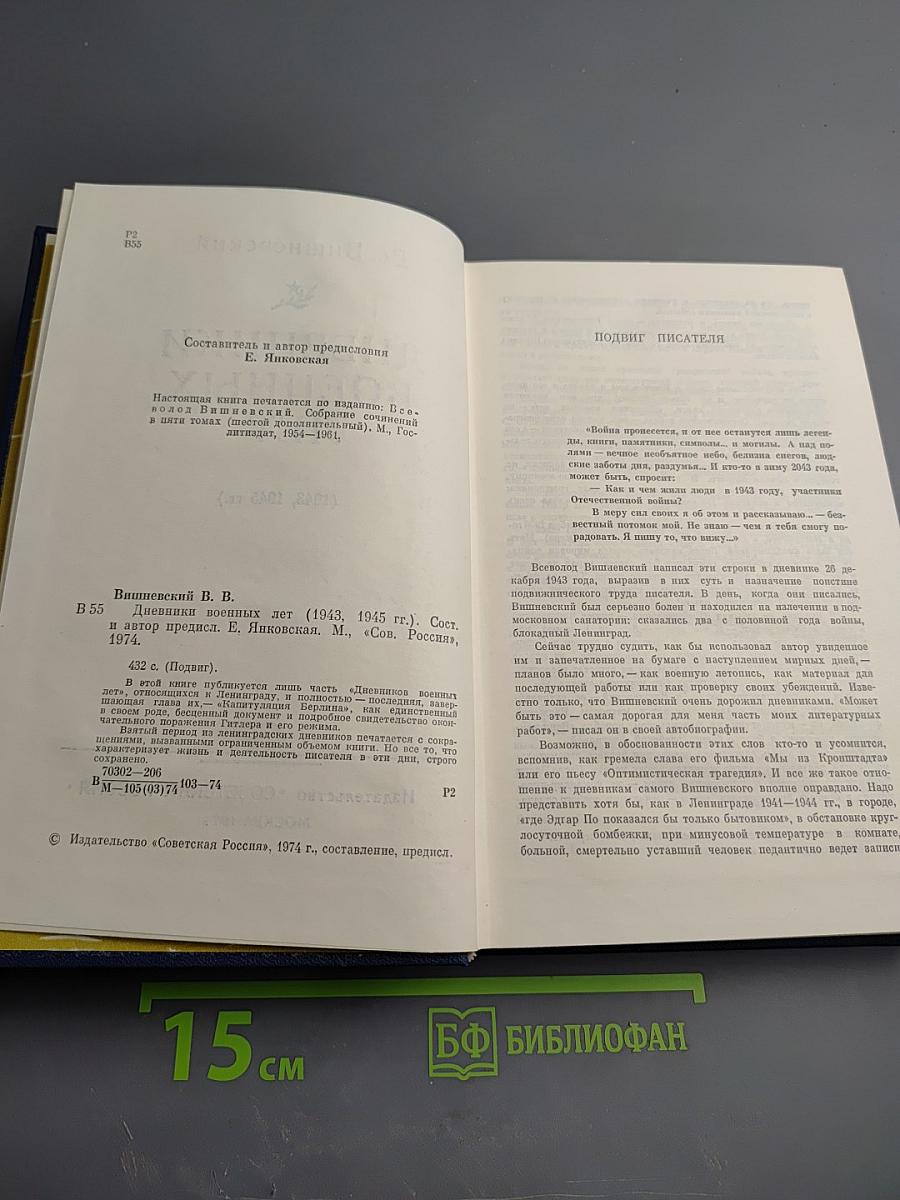 Р2
В55
Составитель и автор предисловия
Е. Янковская
Настоящая книга печатается по изданию: Все-
волод Вишневский. Собрание сочинений
в пяти томах (шестой дополнительный). М., Гос-
литиздат, 1954—1961.
Вишневский В. В.
В 55 Дневники военных лет (1943, 1945 гг.). Сост.
и автор предисл. Е. Янковская. М., «Сов. Россия»,
1974.
432 с. (Подвиг).
В этой книге публикуется лишь часть «Дневников военных
лет», относящихся к Ленинграду, и полностью — последняя, завер-
шающая глава их,— «Капитуляция Берлина», как единственный
в своем роде, бесценный документ и подробное свидетельство окон-
чательного поражения Гитлера и его режима.
Взятый период из ленинградских дневников печатается с сокра-
щениями, вызванными ограниченным объемом книги. Но все то, что
характеризует жизнь и деятельность писателя в эти дни, строго
сохранено.
В 70302—206
М—105(03)74 103—74 Р2
© Издательство «Советская Россия», 1974 г., составление, предисл.
ПОДВИГ ПИСАТЕЛЯ
«Война пронесется, и от нее останутся лишь леген-
ды, книги, памятники, символы... и могилы. А над по-
лями — вечное необъятное небо, белизна снегов, люд-
ские заботы дня, раздумья... И кто-то в зиму 2043 года,
может быть, спросит:
— Как и чем жили люди в 1943 году, участники
Отечественной войны?
В меру сил своих я об этом и рассказываю... — без-
вестный потомок мой. Не знаю — чем я тебя смогу по-
радовать. Я пишу то, что вижу...»
Всеволод Вишневский написал эти строки в дневнике 26 де-
кабря 1943 года, выразив в них суть и назначение поистине
подвижнического труда писателя. В день, когда они писались,
Вишневский был серьезно болен и находился на излечении в под-
московном санатории: сказались два с половиной года войны,
блокадный Ленинград.
Сейчас трудно судить, как бы использовал автор увиденное
им и запечатленное на бумаге с наступлением мирных дней,—
планов было много,— как военную летопись, как материал для
последующей работы или как проверку своих убеждений. Изве-
стно только, что Вишневский очень дорожил дневниками. «Может
быть это — самая дорогая для меня часть моих литературных
работ»,— писал он в своей автобиографии.
Возможно, в обоснованности этих слов кто-то и усомнится,
вспомнив, как гремела слава его фильма «Мы из Кронштадта»
или его пьесу «Оптимистическая трагедия». И все же такое отно-
шение к дневникам самого Вишневского вполне оправдано. Надо
представить хотя бы, как в Ленинграде 1941—1944 гг., в городе,
«где Эдгар По показался бы только бытовиком», в обстановке круг-
лосуточной бомбежки, при минусовой температуре в комнате,
больной, смертельно уставший человек педантично ведет записи
15 см
БФ БИБЛИОФАН